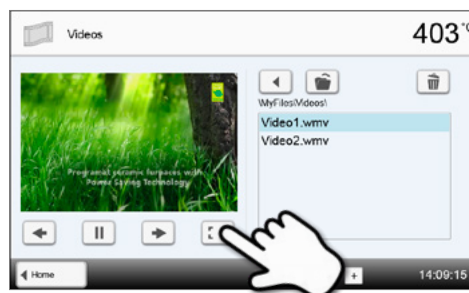 Videos
403°C
\MyFiles\Videos\
Video1.wmv
Video2.wmv
Programat ceramic furnaces with
Power Saving Technology
Home
+
14:09:15